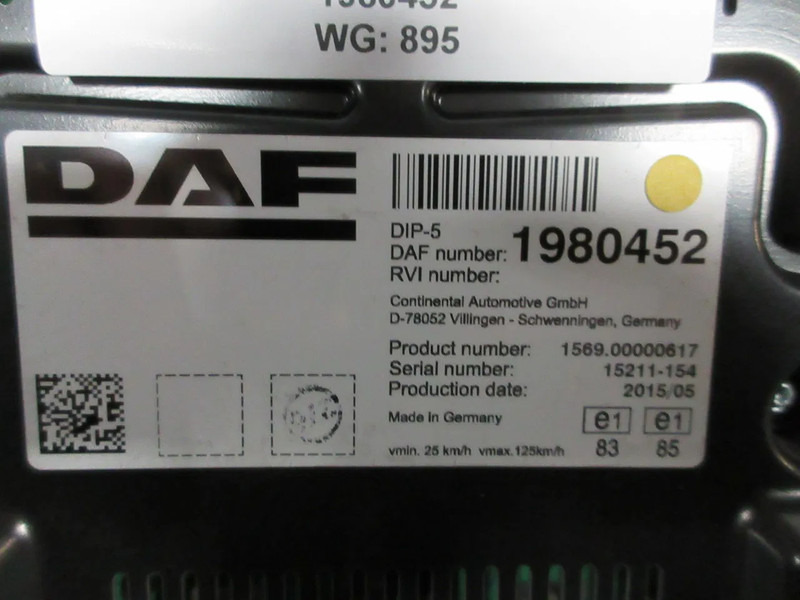 1980452
WG: 895
DAF
DIP-5
DAF number: 1980452
RVI number:
Continental Automotive GmbH
D-78052 Villingen - Schwenningen, Germany
Product number: 1569.00000617
Serial number: 15211-154
Production date: 2015/05
Made in Germany e1 e1
vmin. 25 km/h vmax.125km/h 83 85